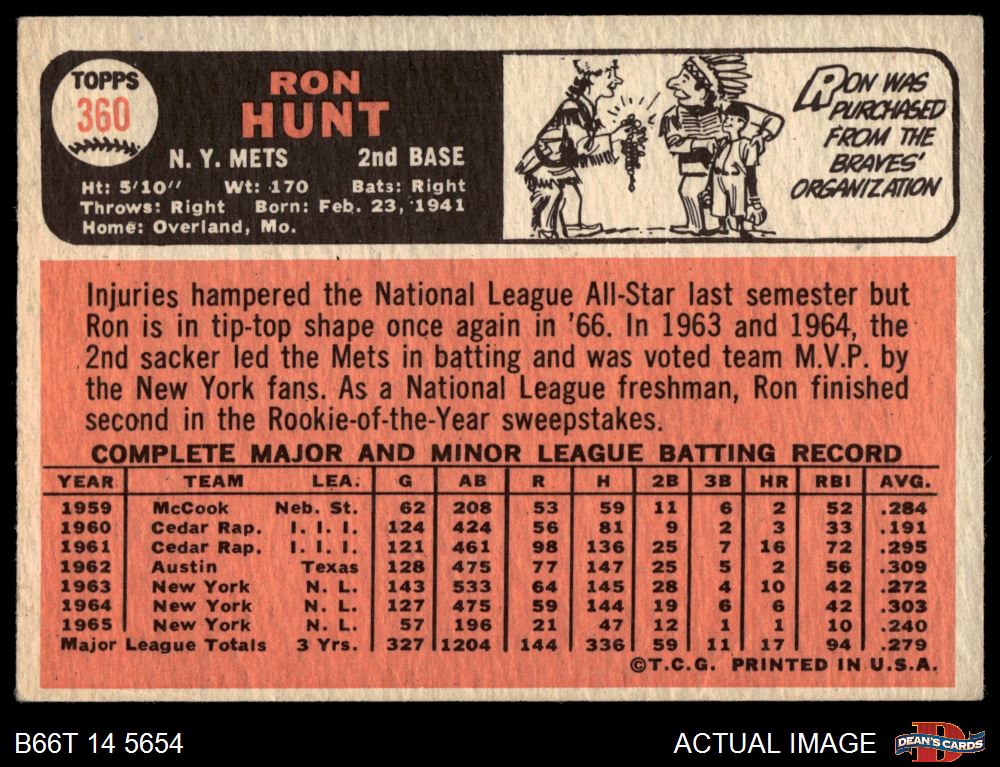 TOPPS
360
RON
HUNT
N. Y. METS 2nd BASE
Ht: 5'10" Wt: 170 Bats: Right
Throws: Right Born: Feb. 23, 1941
Home: Overland, Mo.
RON WAS
PURCHASED
FROM THE
BRAVES'
ORGANIZATION
Injuries hampered the National League All-Star last semester but
Ron is in tip-top shape once again in '66. In 1963 and 1964, the
2nd sacker led the Mets in batting and was voted team M.V.P. by
the New York fans. As a National League freshman, Ron finished
second in the Rookie-of-the-Year sweepstakes.
COMPLETE MAJOR AND MINOR LEAGUE BATTING RECORD
YEAR TEAM LEA. G AB R H 2B 3B HR RBI AVG.
1959 McCook Neb. St. 62 208 53 59 11 6 2 52 .284
1960 Cedar Rap. I. I. I. 124 424 56 81 9 2 3 33 .191
1961 Cedar Rap. I. I. I. 121 461 98 136 25 7 16 72 .295
1962 Austin Texas 128 475 77 147 25 5 2 56 .309
1963 New York N. L. 143 533 64 145 28 4 10 42 .272
1964 New York N. L. 127 475 59 144 19 6 6 42 .303
1965 New York N. L. 57 196 21 47 12 1 1 10 .240
Major League Totals 3 Yrs. 327 1204 144 336 59 11 17 94 .279
©T.C.G. PRINTED IN U.S.A.
B66T 14 5654
ACTUAL IMAGE
D
DEAN'S CARDS